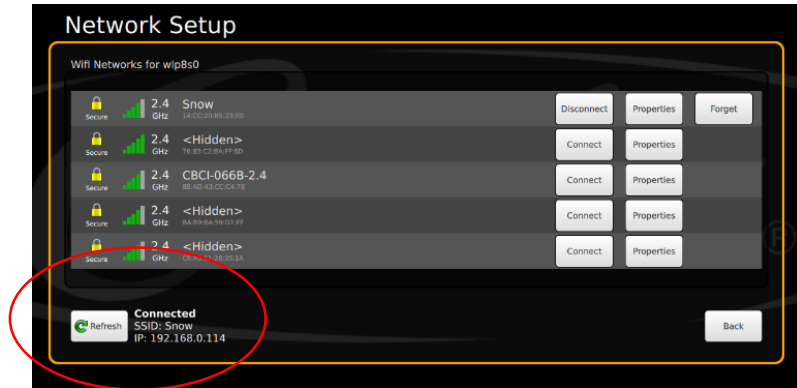 Network Setup
Wifi Networks for wlp8s0
Secure 2.4 GHz Snow Disconnect Properties Forget
14:CC:20:B5:23:E0
Secure 2.4 GHz <Hidden> Connect Properties
76:83:C2:BA:FF:8D
Secure 2.4 GHz CBCI-066B-2.4 Connect Properties
Secure 2.4 GHz <Hidden> Connect Properties
Secure 2.4 GHz <Hidden> Connect Properties
Refresh
Connected
SSID: Snow
IP: 192.168.0.114
Back
®